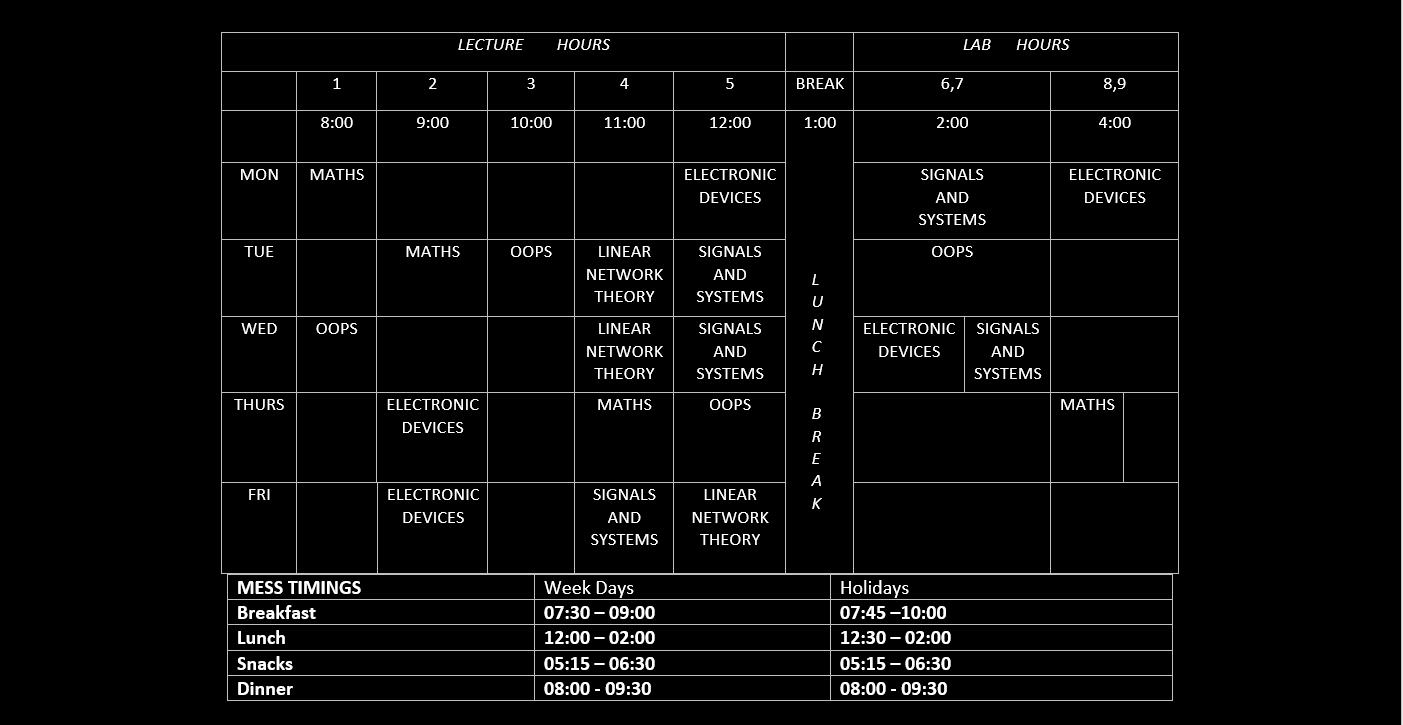 LECTURE HOURS LAB HOURS
1 2 3 4 5 BREAK 6,7 8,9
8:00 9:00 10:00 11:00 12:00 1:00 2:00 4:00
MON MATHS ELECTRONIC SIGNALS ELECTRONIC
DEVICES AND DEVICES
SYSTEMS
TUE MATHS OOPS LINEAR SIGNALS OOPS
NETWORK AND
THEORY SYSTEMS
WED OOPS LINEAR SIGNALS ELECTRONIC SIGNALS
NETWORK AND DEVICES AND
THEORY SYSTEMS SYSTEMS
THURS ELECTRONIC MATHS OOPS MATHS
DEVICES
FRI ELECTRONIC SIGNALS LINEAR
DEVICES AND NETWORK
SYSTEMS THEORY
L
U
N
C
H
B
R
E
A
K
MESS TIMINGS Week Days Holidays
Breakfast 07:30 – 09:00 07:45 –10:00
Lunch 12:00 – 02:00 12:30 – 02:00
Snacks 05:15 – 06:30 05:15 – 06:30
Dinner 08:00 - 09:30 08:00 - 09:30